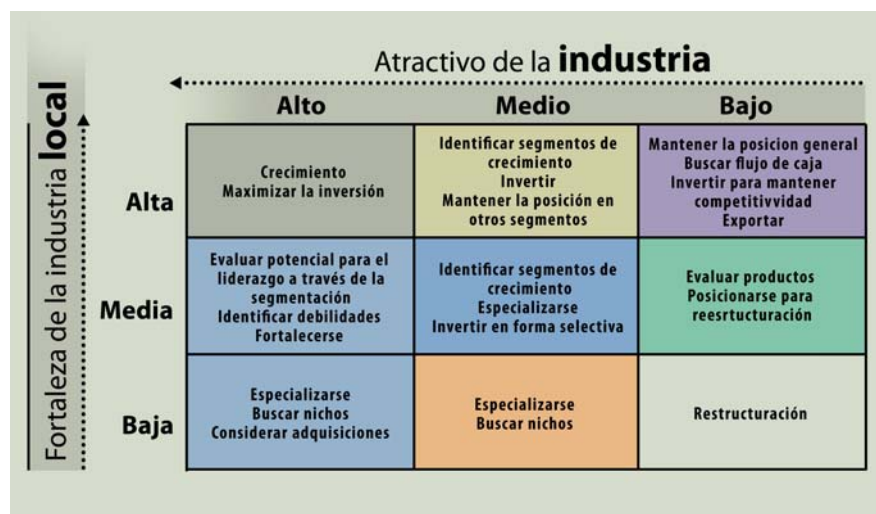 Atractivo de la industria
Alto
Medio
Bajo
Fortaleza de la industria local
Alta
Crecimiento
Maximizar la inversión
Identificar segmentos de
crecimiento
Invertir
Mantener la posición en
otros segmentos
Mantener la posicion general
Buscar flujo de caja
Invertir para mantener
competitivvidad
Exportar
Media
Evaluar potencial para el
liderazgo a través de la
segmentación
Identificar debilidades
Fortalecerse
Identificar segmentos de
crecimiento
Especializarse
Invertir en forma selectiva
Evaluar productos
Posicionarse para
reesrtucturación
Baja
Especializarse
Buscar nichos
Considerar adquisiciones
Especializarse
Buscar nichos
Restructuración